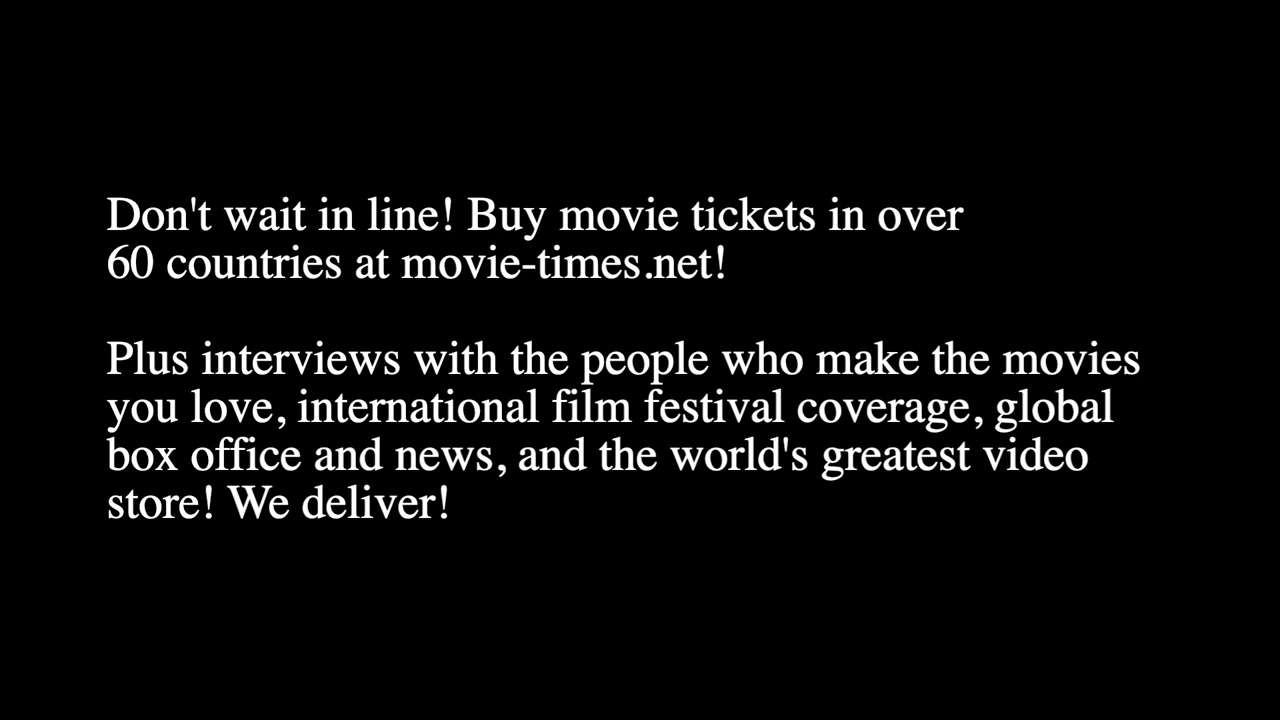 Don't wait in line! Buy movie tickets in over
60 countries at movie-times.net!
Plus interviews with the people who make the movies
you love, international film festival coverage, global
box office and news, and the world's greatest video
store! We deliver!